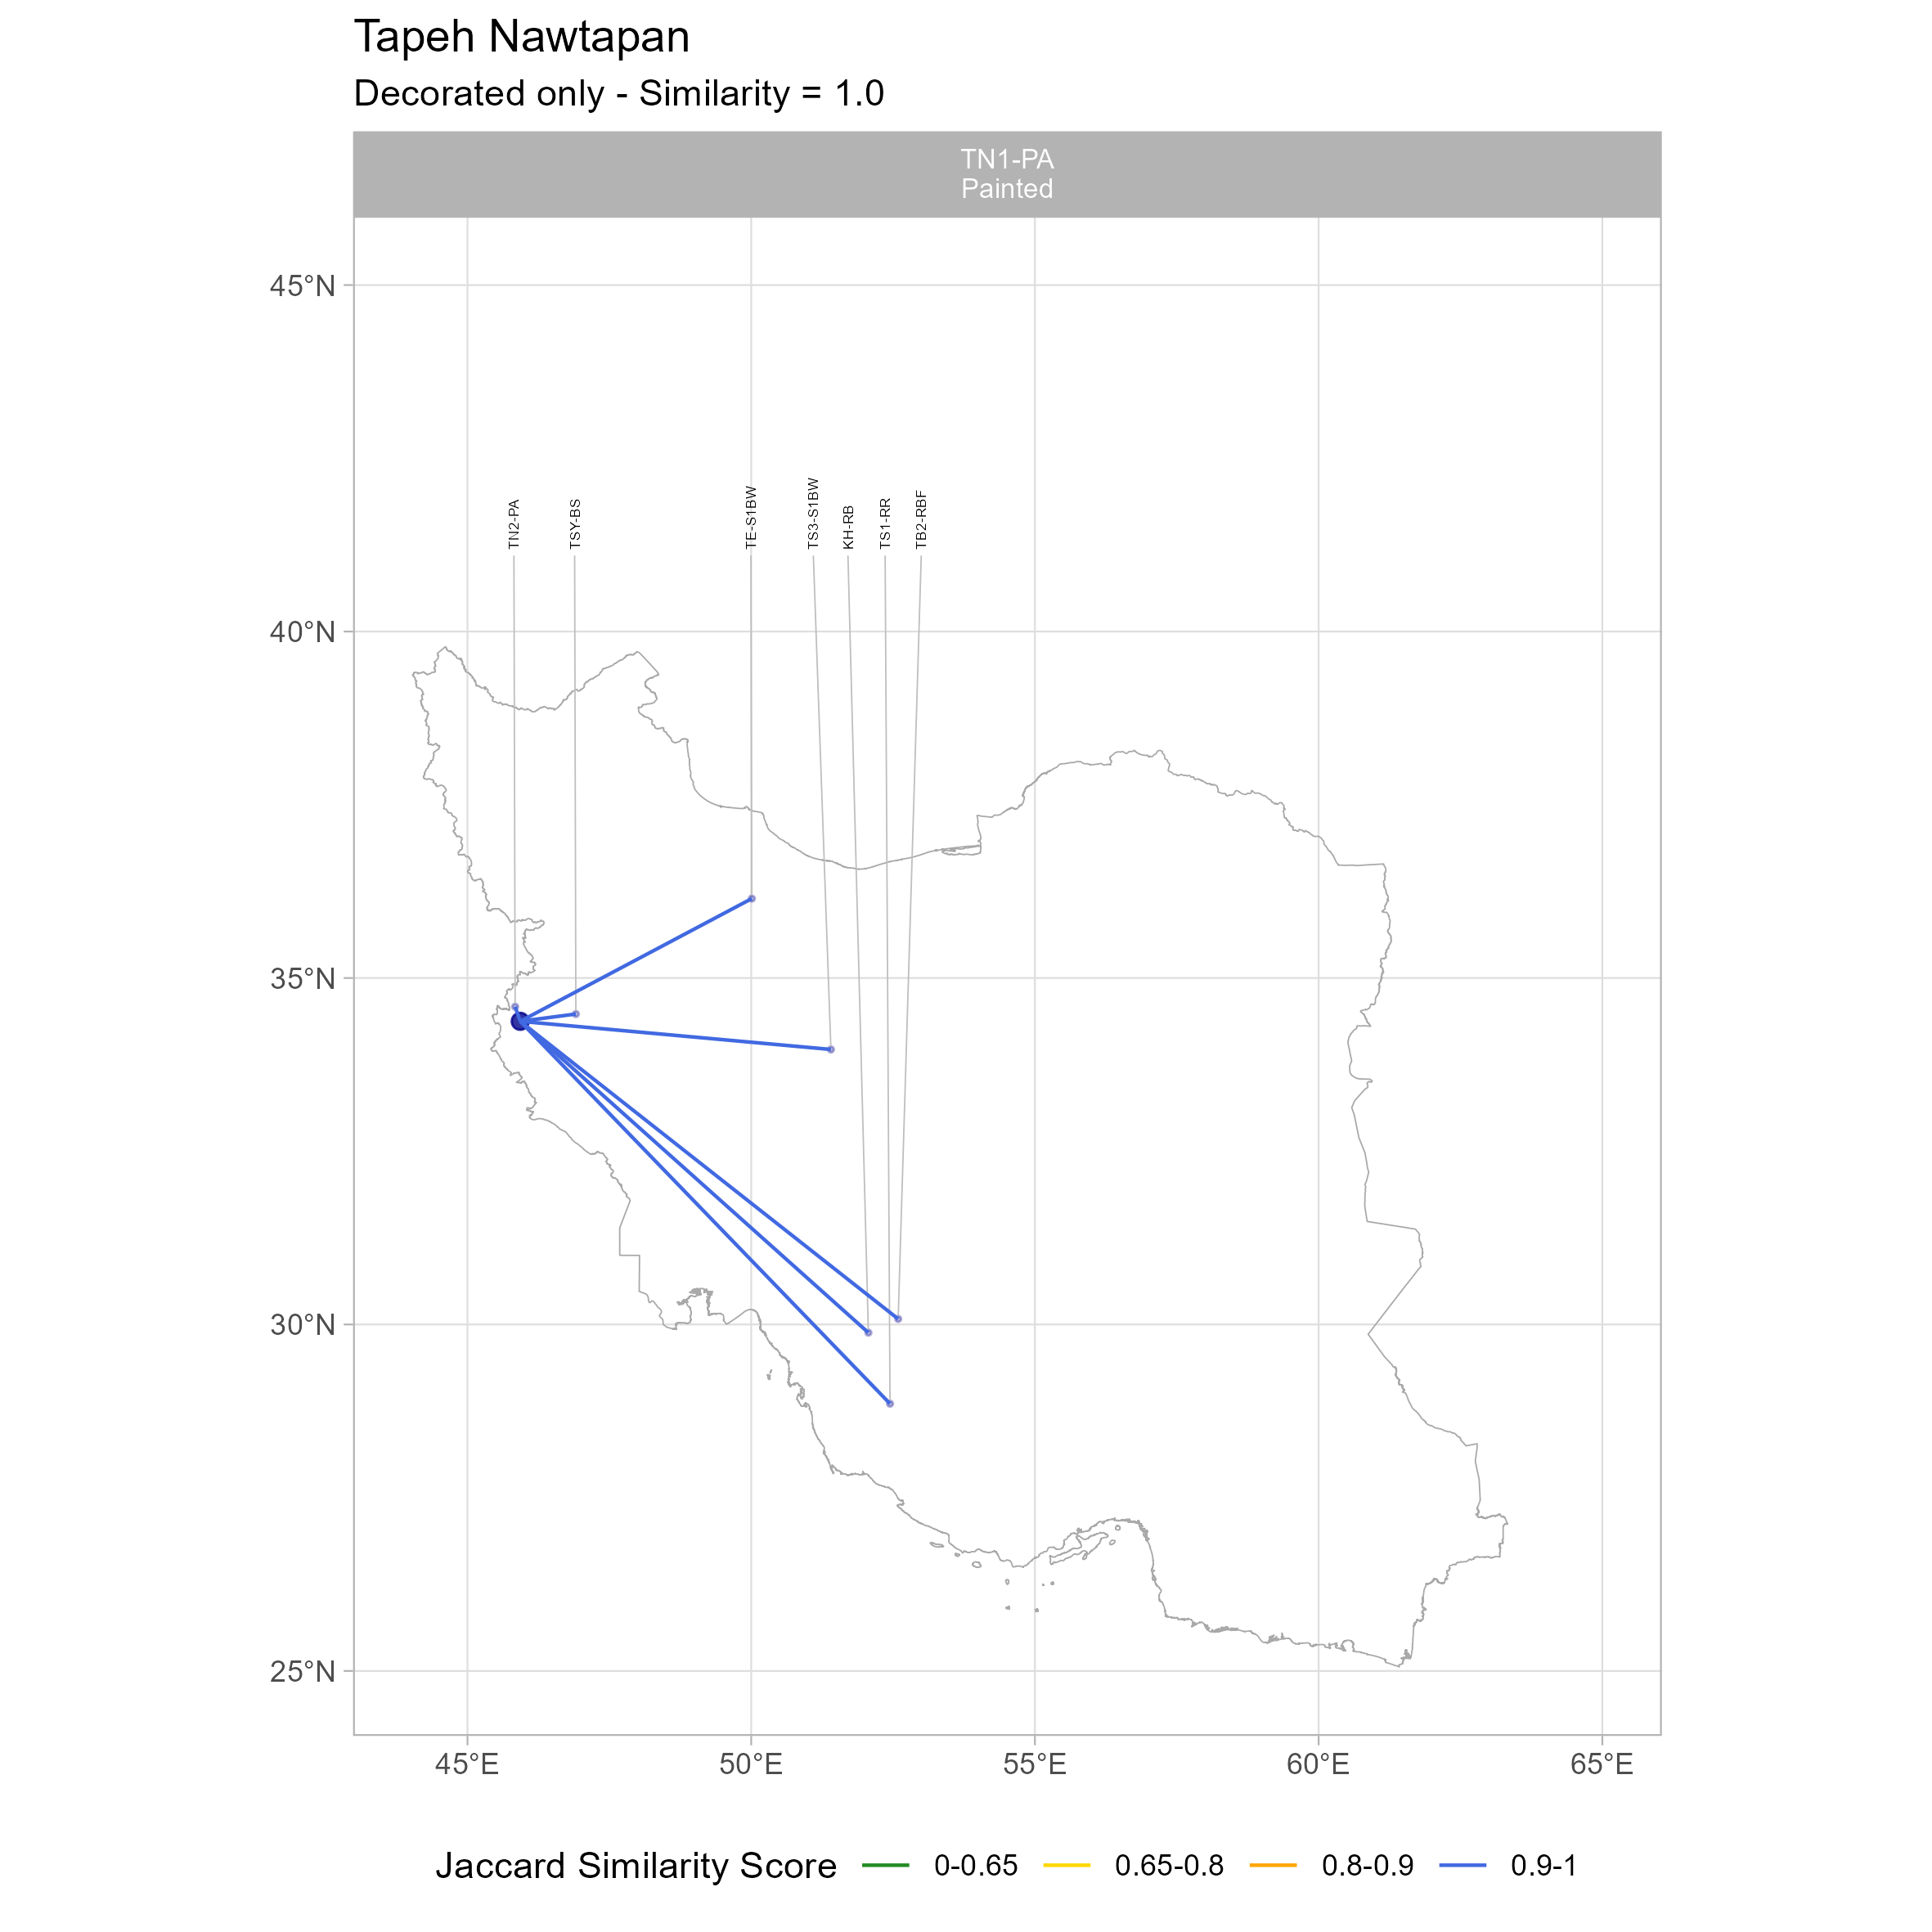 Tapeh Nawtapan
Decorated only - Similarity = 1.0
TN1-PA
Painted
45°N
40°N
35°N
30°N
25°N
TN2-PA
TSY-BS
TE-S1BW
TS3-S1BW
KH-RB
TS1-RR
TB2-RBF
45°E
50°E
55°E
60°E
65°E
Jaccard Similarity Score 0-0.65 0.65-0.8 0.8-0.9 0.9-1